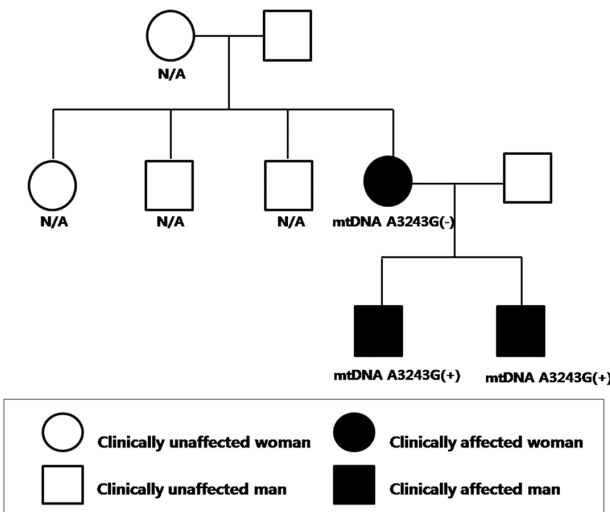 N/A
N/A N/A N/A mtDNA A3243G(-)
mtDNA A3243G(+) mtDNA A3243G(+)
Clinically unaffected woman Clinically affected woman
Clinically unaffected man Clinically affected man